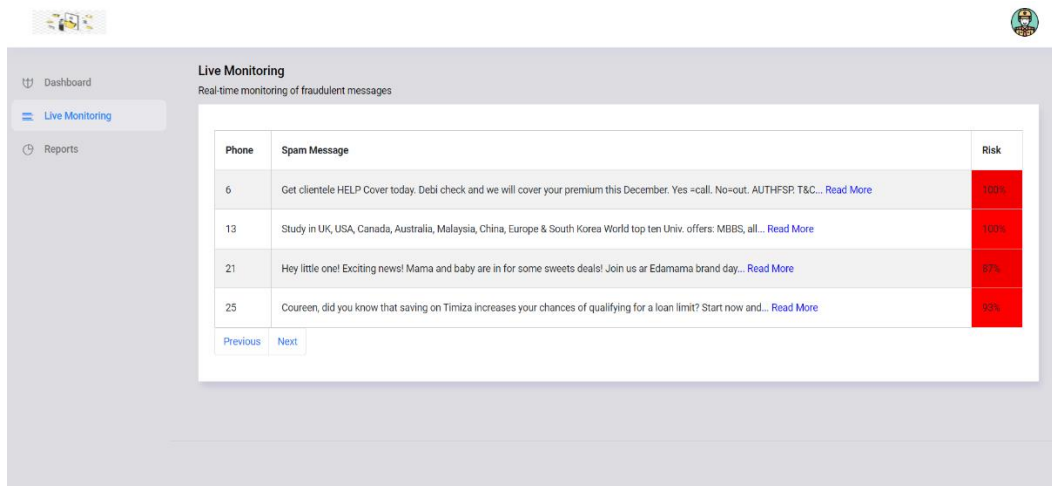 Dashboard
Live Monitoring
Reports
Live Monitoring
Real-time monitoring of fraudulent messages
Phone Spam Message Risk
6 Get clientele HELP Cover today. Debi check and we will cover your premium this December. Yes =call. No=out. AUTHFSP. T&C... Read More 100%
13 Study in UK, USA, Canada, Australia, Malaysia, China, Europe & South Korea World top ten Univ. offers: MBBS, all... Read More 100%
21 Hey little one! Exciting news! Mama and baby are in for some sweets deals! Join us ar Edamama brand day... Read More 87%
25 Coureen, did you know that saving on Timiza increases your chances of qualifying for a loan limit? Start now and... Read More 93%
Previous Next